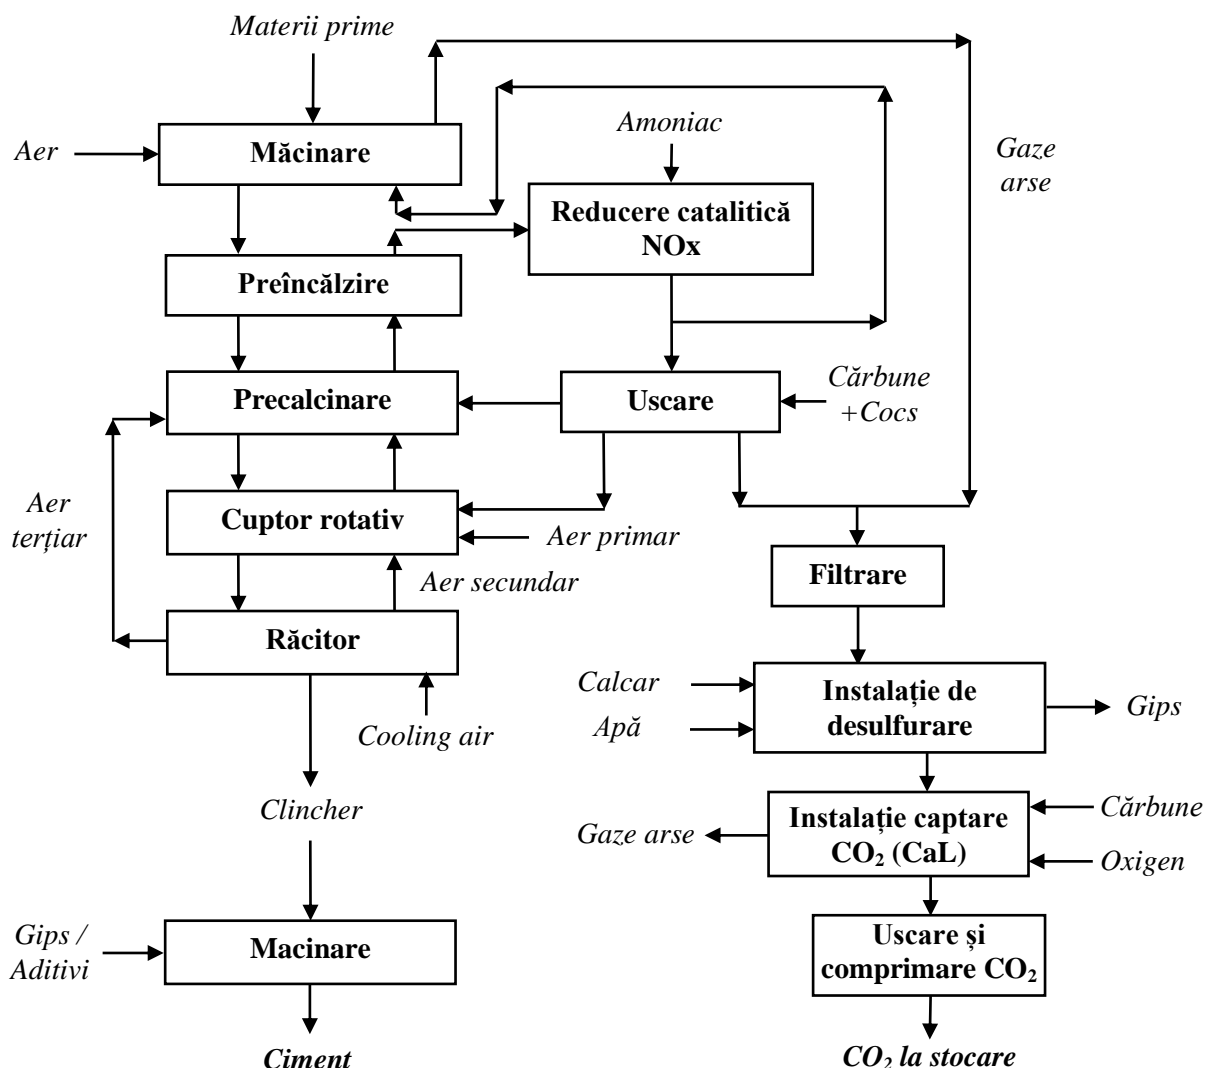 Materii prime
Aer
Măcinare
Amoniac
Gaze
arse
Reducere catalitică
NOx
Preîncălzire
Precalcinare
Uscare
Cărbune
+Cocs
Aer
terțiar
Cuptor rotativ
Aer primar
Aer secundar
Filtrare
Răcitor
Calcar
Apă
Instalație de
desulfurare
Gips
Cooling air
Clincher
Gaze arse
Instalație captare
CO₂ (CaL)
Cărbune
Oxigen
Gips /
Aditivi
Macinare
Uscare și
comprimare CO₂
Ciment
CO₂ la stocare